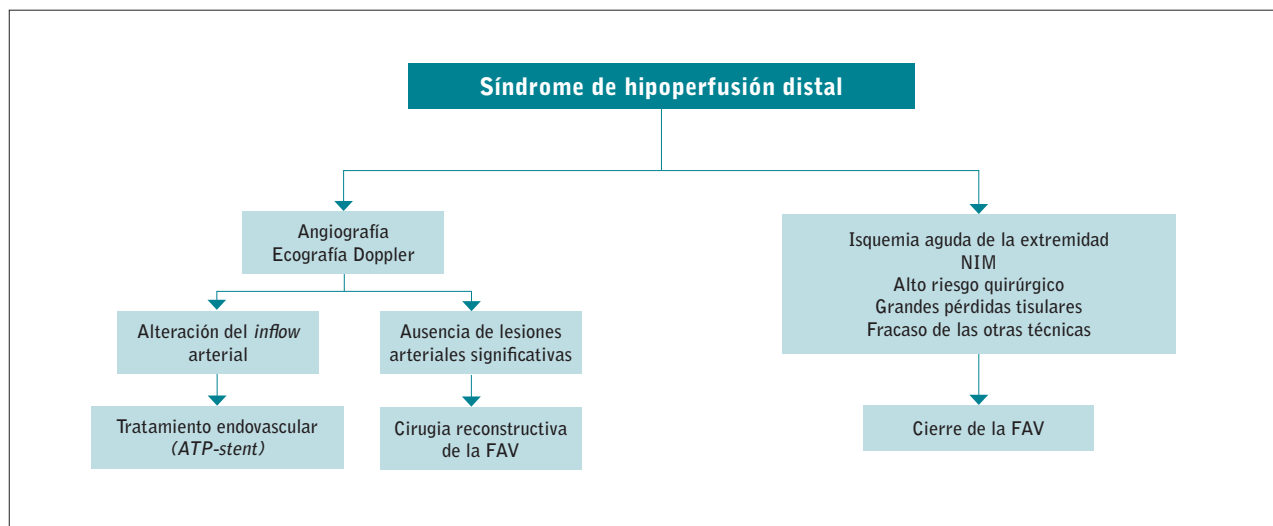 Síndrome de hipoperfusión distal
Angiografía
Ecografía Doppler
Isquemia aguda de la extremidad
NIM
Alto riesgo quirúrgico
Grandes pérdidas tisulares
Fracaso de las otras técnicas
Alteración del inflow
arterial
Ausencia de lesiones
arteriales significativas
Tratamiento endovascular
(ATP-stent)
Cirugia reconstructiva
de la FAV
Cierre de la FAV